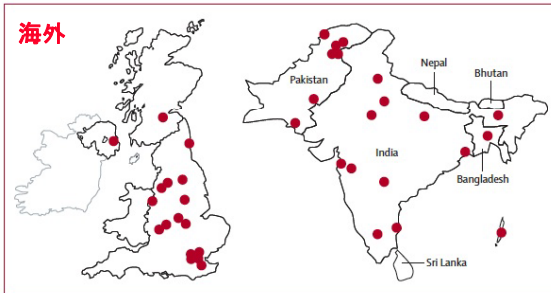 海外
Nepal
Pakistan
Bhutan
India
Bangladesh
Sri Lanka